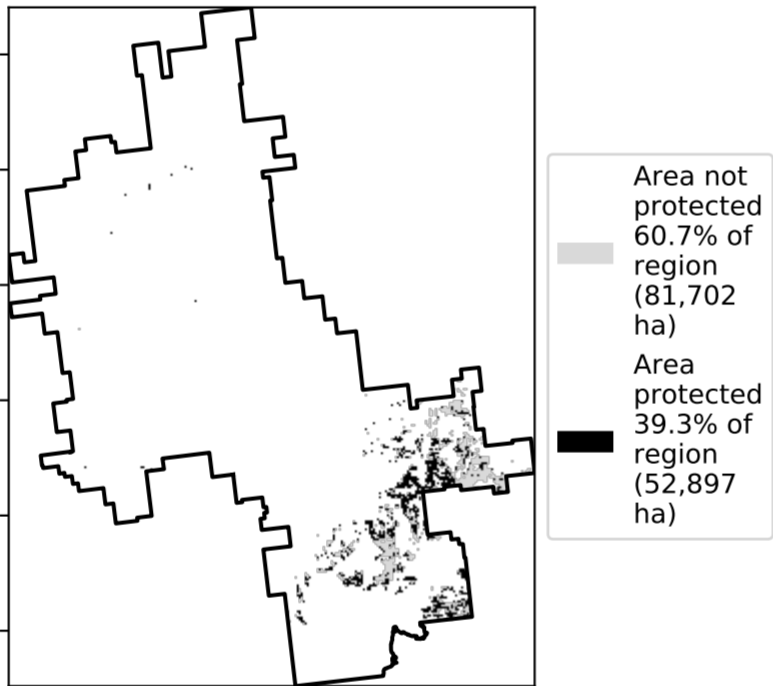 Area not
protected
60.7% of
region
(81,702
ha)
Area
protected
39.3% of
region
(52,897
ha)